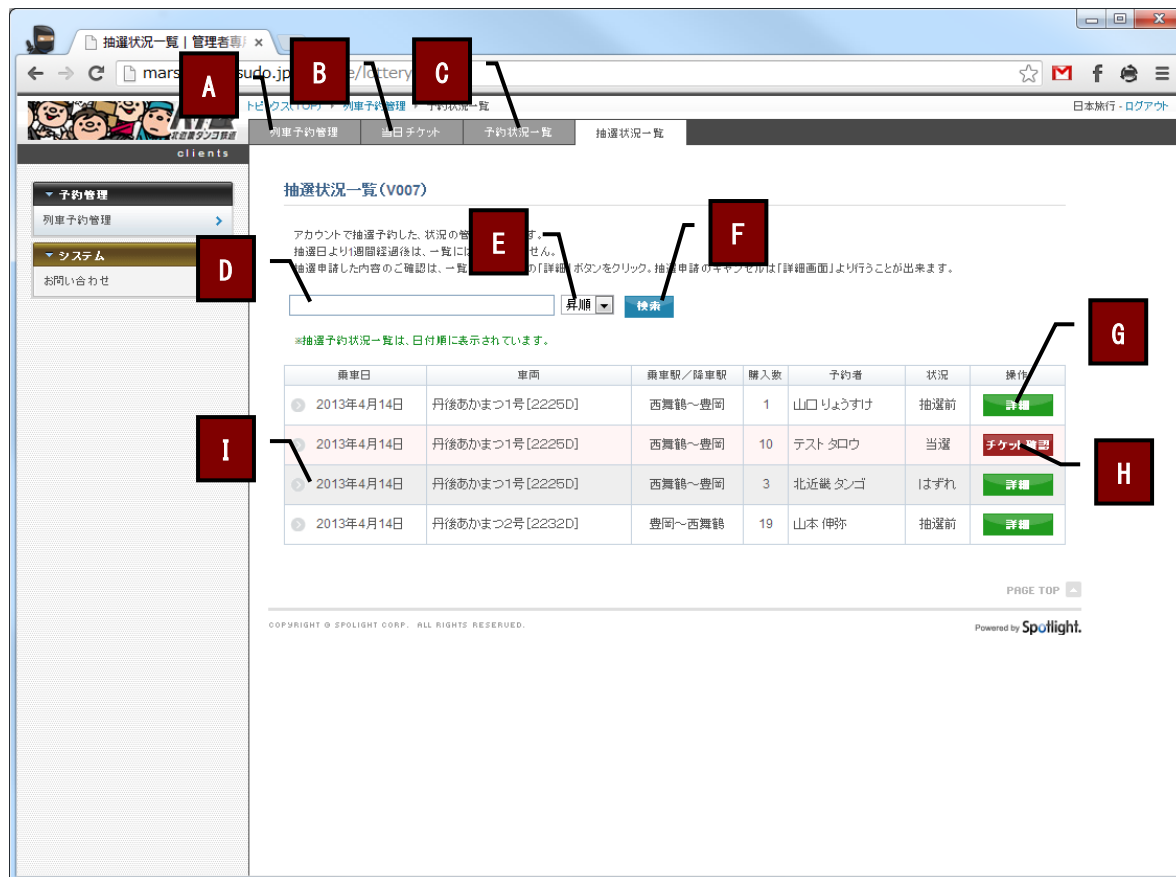 抽選状況一覧 | 管理者専
mars
sudo.jp
e/lottery
A
B
C
トピックス(TOP)
列車予約管理
予約状況一覧
日本旅行 - ログアウト
KTR
北近畿タンゴ鉄道
clients
列車予約管理
当日チケット
予約状況一覧
抽選状況一覧
予約管理
列車予約管理
システム
お問い合わせ
抽選状況一覧(V007)
アカウントで抽選予約した、状況の管 す。
抽選日より1週間経過後は、一覧に せん。
抽選申請した内容のご確認は、一覧 の「詳細」ボタンをクリック。抽選申請のキャンセルは「詳細画面」より行うことが出来ます。
D
E
F
昇順
検索
※抽選予約状況一覧は、日付順に表示されています。
G
乗車日 車両 乗車駅/降車駅 購入数 予約者 状況 操作
2013年4月14日 丹後あかまつ1号[2225D] 西舞鶴~豊岡 1 山口 りょうすけ 抽選前 詳細
2013年4月14日 丹後あかまつ1号[2225D] 西舞鶴~豊岡 10 テスト タロウ 当選 チケット確認
2013年4月14日 丹後あかまつ1号[2225D] 西舞鶴~豊岡 3 北近畿 タンゴ はずれ 詳細
2013年4月14日 丹後あかまつ2号[2232D] 豊岡~西舞鶴 19 山本 伸弥 抽選前 詳細
I
H
PAGE TOP
COPYRIGHT © SPOLIGHT CORP. ALL RIGHTS RESERVED.
Powered by Spotlight.